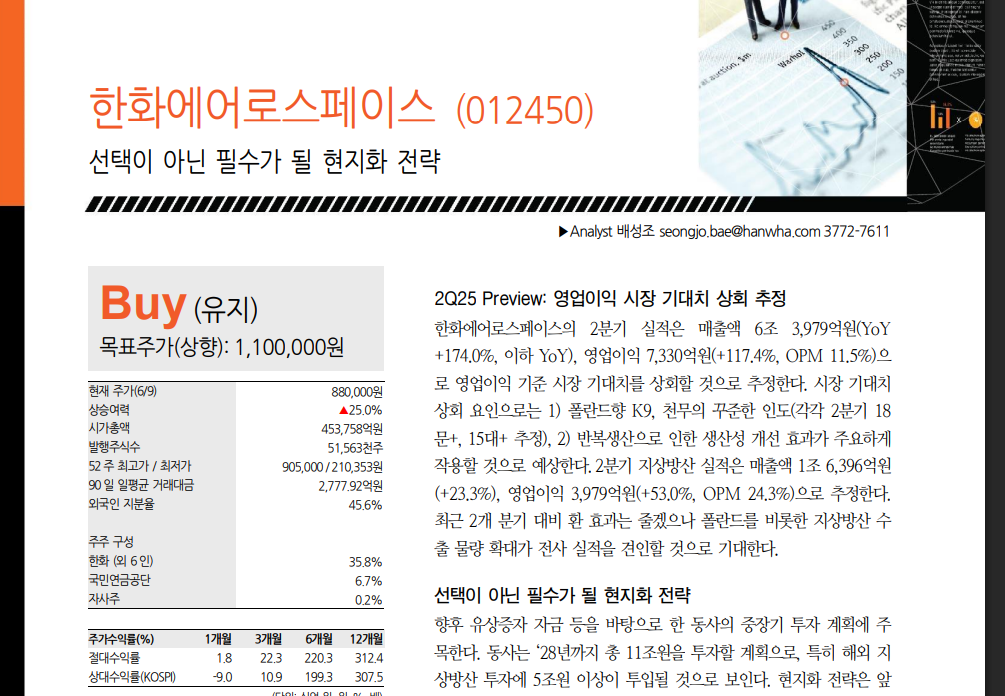 한화에어로스페이스 (012450)
선택이 아닌 필수가 될 현지화 전략
▶Analyst 배성조 seongjo.bae@hanwha.com 3772-7611
Buy (유지)
목표주가(상향): 1,100,000원
현재 주가(6/9) 880,000원
상승여력 ▲25.0%
시가총액 453,758억원
발행주식수 51,563천주
52 주 최고가 / 최저가 905,000 / 210,353원
90 일 일평균 거래대금 2,777.92억원
외국인 지분율 45.6%
주주 구성
한화 (외 6 인) 35.8%
국민연금공단 6.7%
자사주 0.2%
주가수익률(%) 1개월 3개월 6개월 12개월
절대수익률 1.8 22.3 220.3 312.4
상대수익률(KOSPI) -9.0 10.9 199.3 307.5
2Q25 Preview: 영업이익 시장 기대치 상회 추정
한화에어로스페이스의 2분기 실적은 매출액 6조 3,979억원(YoY
+174.0%, 이하 YoY), 영업이익 7,330억원(+117.4%, OPM 11.5%)으
로 영업이익 기준 시장 기대치를 상회할 것으로 추정한다. 시장 기대치
상회 요인으로는 1) 폴란드향 K9, 천무의 꾸준한 인도(각각 2분기 18
문+, 15대+ 추정), 2) 반복생산으로 인한 생산성 개선 효과가 주요하게
작용할 것으로 예상한다. 2분기 지상방산 실적은 매출액 1조 6,396억원
(+23.3%), 영업이익 3,979억원(+53.0%, OPM 24.3%)으로 추정한다.
최근 2개 분기 대비 환 효과는 줄겠으나 폴란드를 비롯한 지상방산 수
출 물량 확대가 전사 실적을 견인할 것으로 기대한다.
선택이 아닌 필수가 될 현지화 전략
향후 유상증자 자금 등을 바탕으로 한 동사의 중장기 투자 계획에 주
목한다. 동사는 ‘28년까지 총 11조원을 투자할 계획으로, 특히 해외 지
상방산 투자에 5조원 이상이 투입될 것으로 보인다. 현지화 전략은 앞